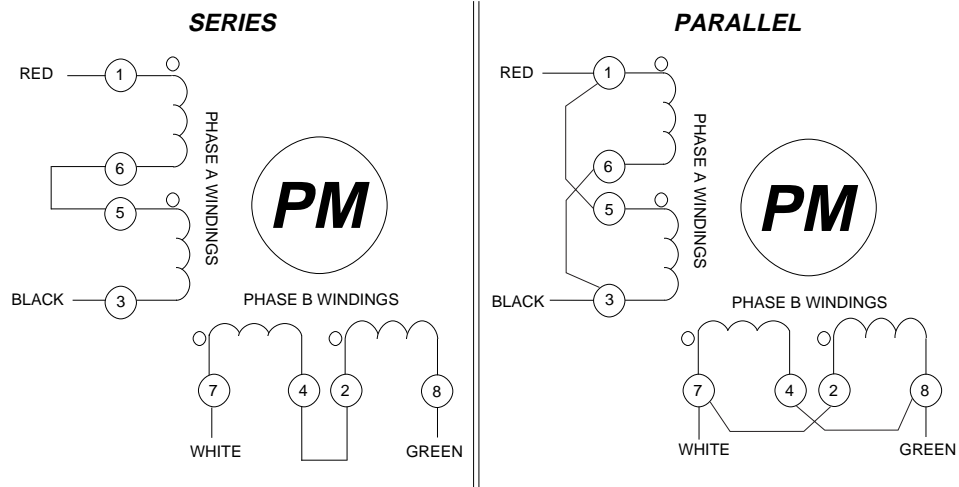 SERIES
RED
1
6
5
BLACK
3
PHASE A WINDINGS
PM
PHASE B WINDINGS
7
4
2
8
WHITE
GREEN
PARALLEL
RED
1
6
5
BLACK
3
PHASE A WINDINGS
PM
PHASE B WINDINGS
7
4
2
8
WHITE
GREEN